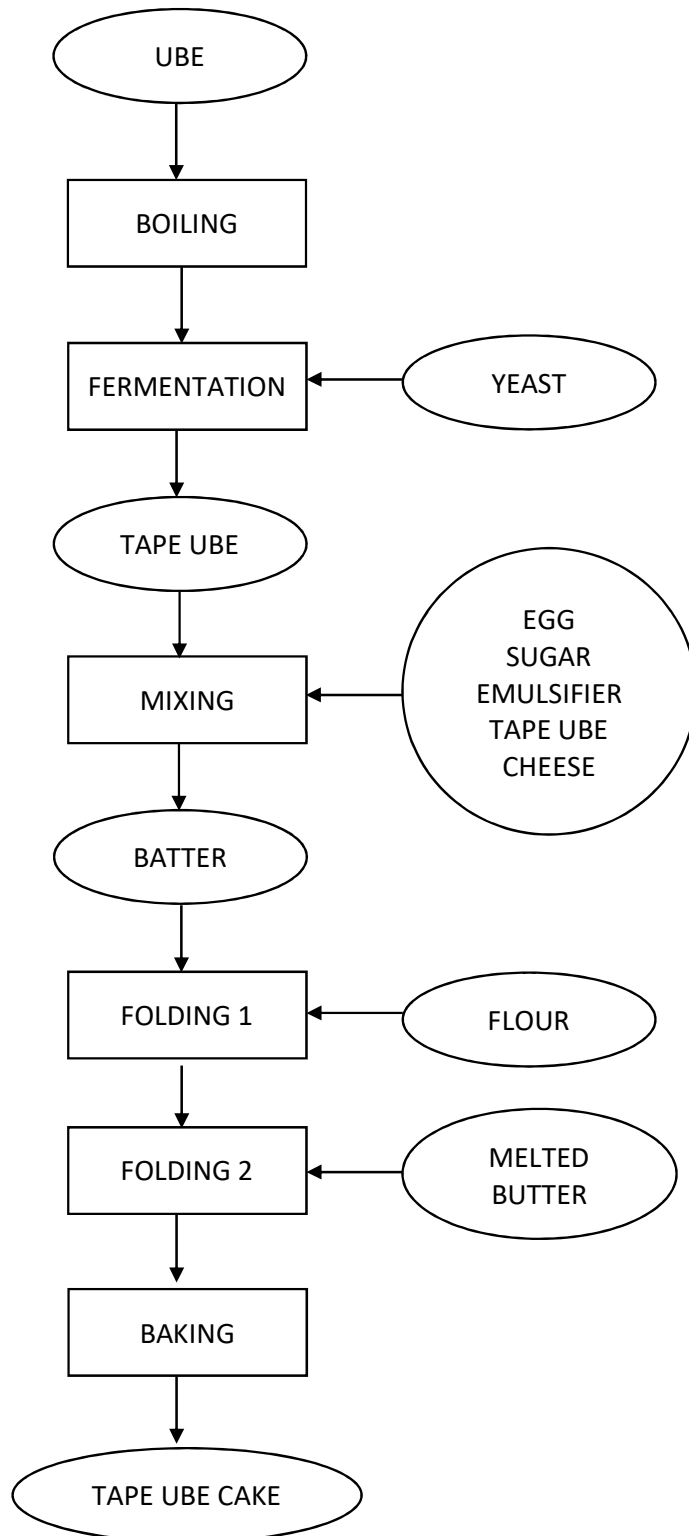 UBE
BOILING
FERMENTATION
YEAST
TAPE UBE
EGG
SUGAR
EMULSIFIER
TAPE UBE
CHEESE
MIXING
BATTER
FOLDING 1
FLOUR
FOLDING 2
MELTED
BUTTER
BAKING
TAPE UBE CAKE